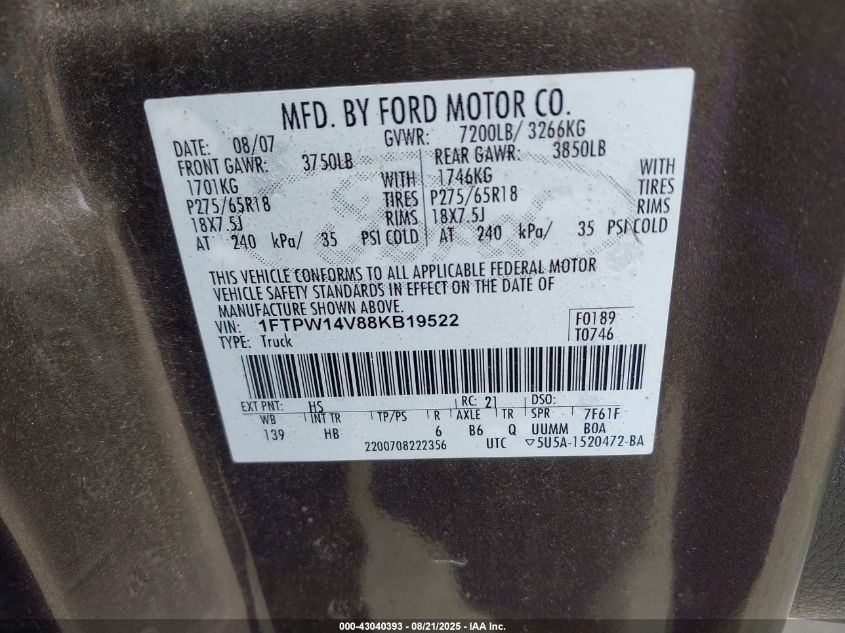 MFD. BY FORD MOTOR CO.
DATE: 08/07 GVWR: 7200LB/ 3266KG
FRONT GAWR: 3750LB REAR GAWR: 3850LB
1701KG WITH 1746KG WITH
P275/65R18 TIRES P275/65R18 TIRES
18X7.5J RIMS 18X7.5J RIMS
AT 240 kPa/ 35 PSI COLD AT 240 kPa/ 35 PSI COLD
THIS VEHICLE CONFORMS TO ALL APPLICABLE FEDERAL MOTOR
VEHICLE SAFETY STANDARDS IN EFFECT ON THE DATE OF
MANUFACTURE SHOWN ABOVE.
VIN: 1FTPW14V88KB19522 F0189
TYPE: Truck T0746
EXT PNT: HS RC: 21 DSO:
WB INT TR TP/PS R AXLE TR SPR 7F61F
139 HB 6 B6 Q UUMM BOA
2200708222356 UTC ▽5U5A-1520472-BA
000-43040393 - 08/21/2025 - IAA Inc.